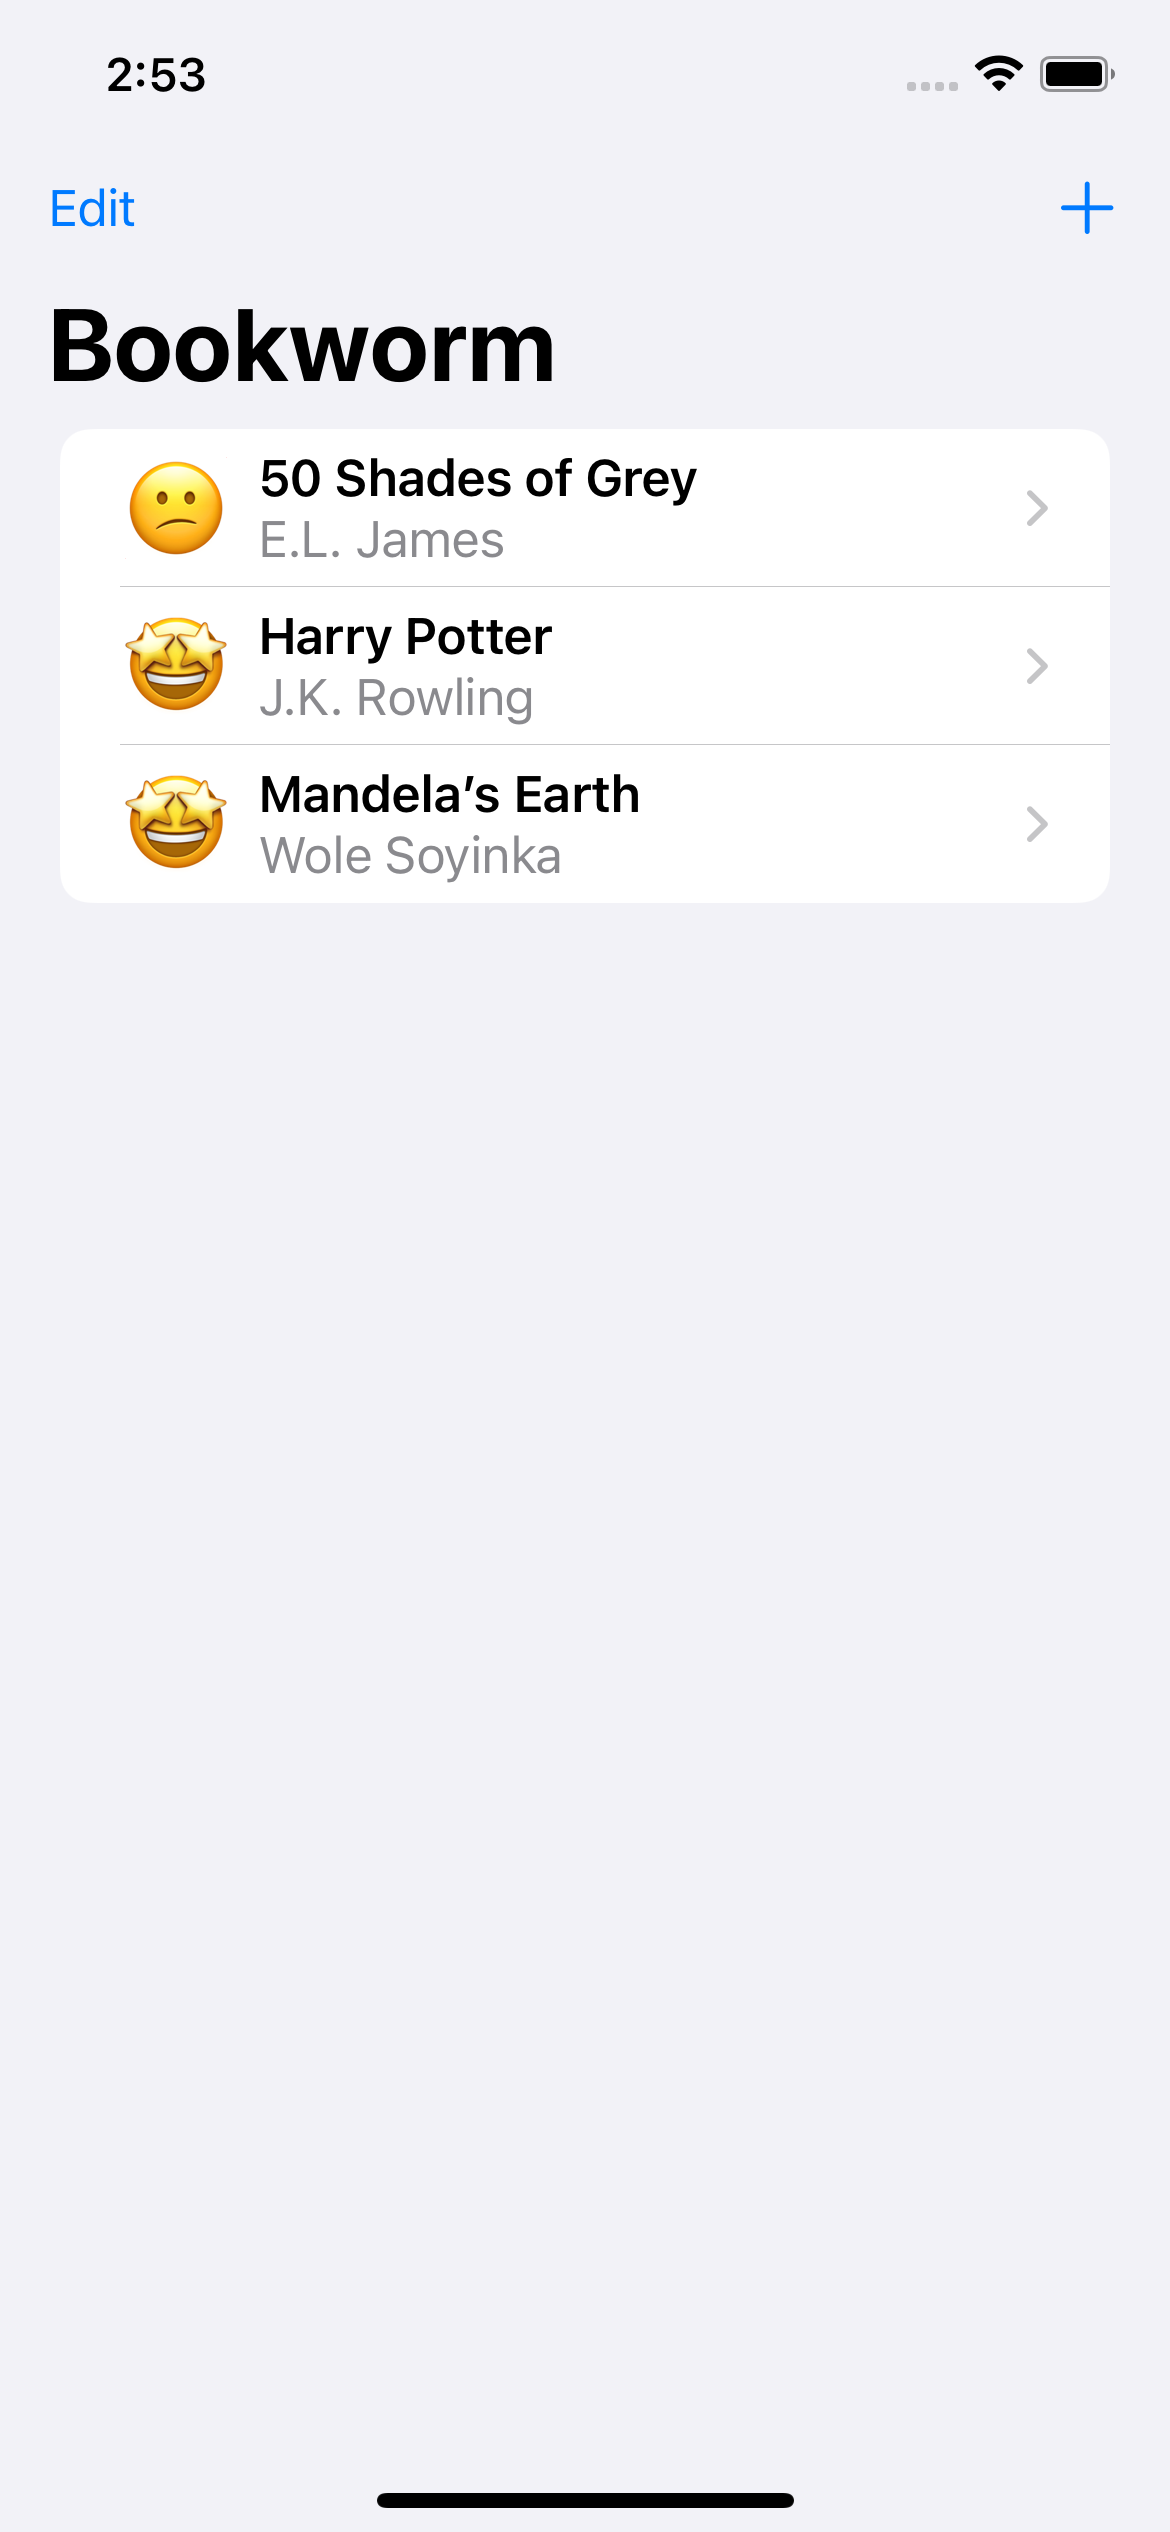 2:53
Edit
Bookworm
50 Shades of Grey
E.L. James
Harry Potter
J.K. Rowling
Mandela’s Earth
Wole Soyinka